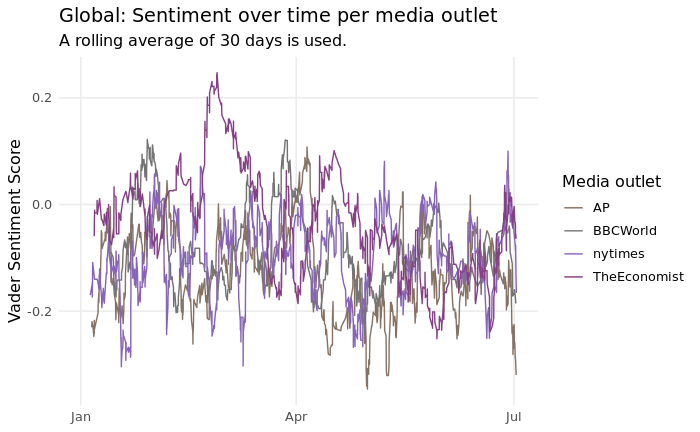 Global: Sentiment over time per media outlet
A rolling average of 30 days is used.
Vader Sentiment Score
0.2
0.0
-0.2
Jan
Apr
Jul
Media outlet
AP
BBCWorld
nytimes
TheEconomist